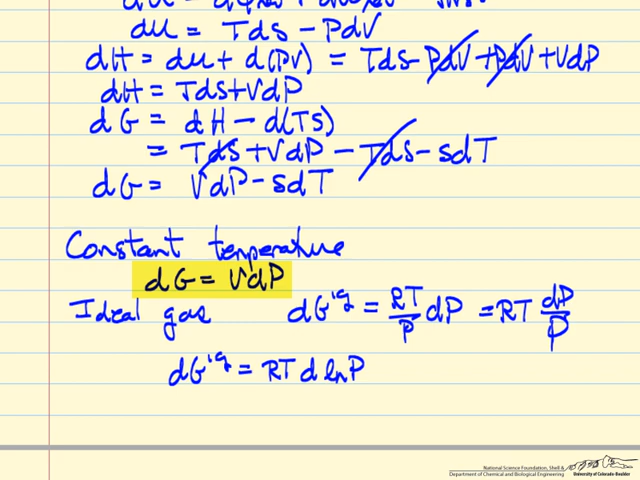 dU = TdS - PdV
dH = dU + d(PV) = TdS - PdV + PdV + VdP
dH = TdS + VdP
dG = dH - d(TS)
= TdS + VdP - TdS - SdT
dG = VdP - SdT
Constant temperature
dG = VdP
Ideal gas dG^ig = RT/P dP = RT dP/P
dG^ig = RT d ln P
National Science Foundation, Shell &
Department of Chemical and Biological Engineering
University of Colorado Boulder